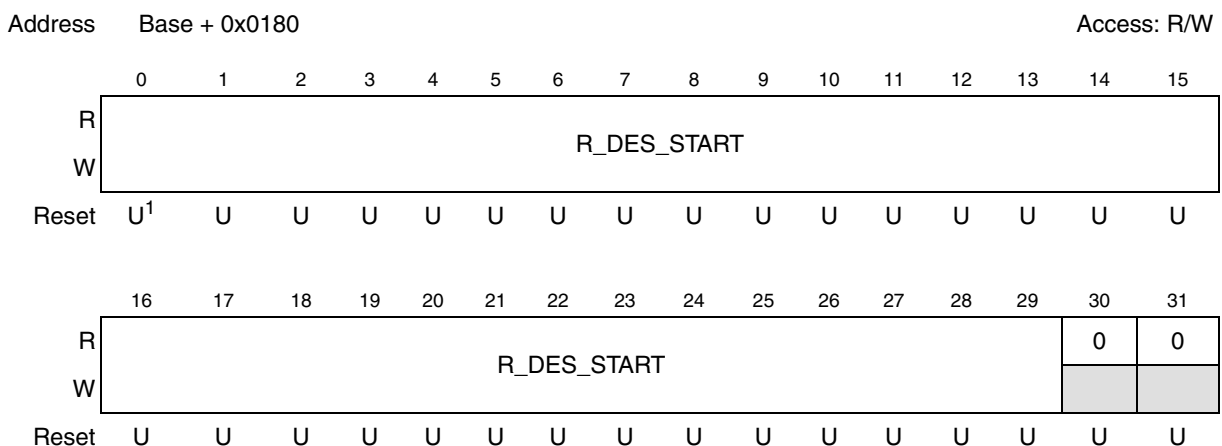 Address Base + 0x0180 Access: R/W
0 1 2 3 4 5 6 7 8 9 10 11 12 13 14 15
R
R_DES_START
W
Reset U1 U U U U U U U U U U U U U U U
16 17 18 19 20 21 22 23 24 25 26 27 28 29 30 31
R 0 0
R_DES_START
W
Reset U U U U U U U U U U U U U U U U